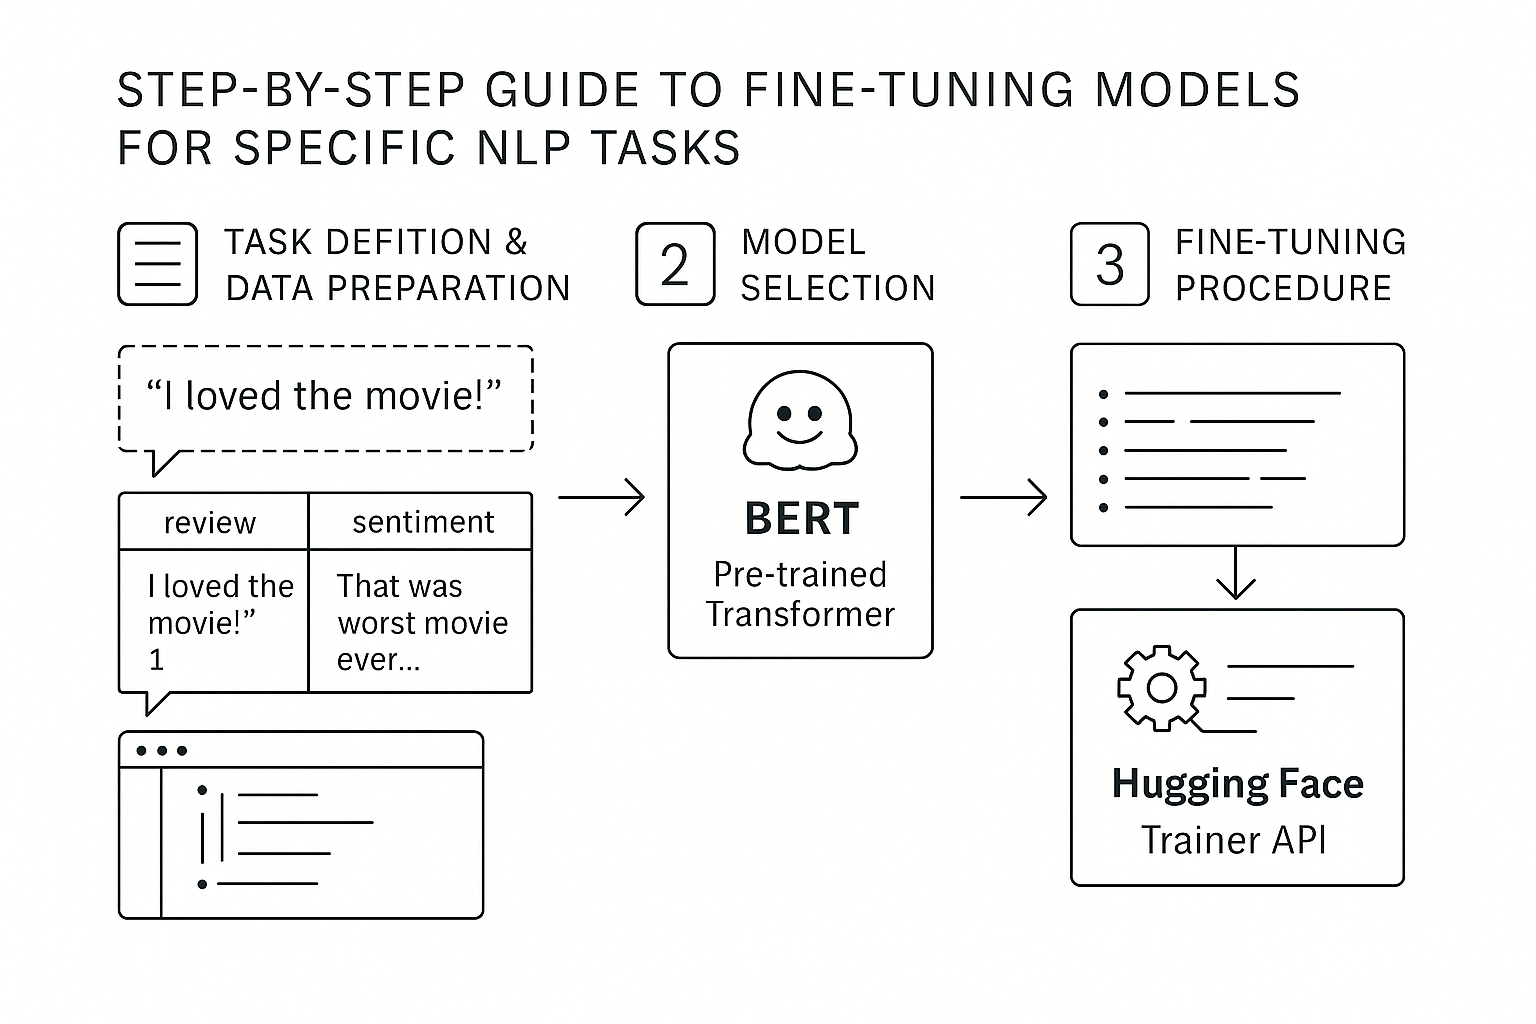 STEP-BY-STEP GUIDE TO FINE-TUNING MODELS
FOR SPECIFIC NLP TASKS
TASK DEFITION &
DATA PREPARATION
“I loved the movie!”
review
sentiment
I loved the
movie!”
1
That was
worst movie
ever...
2
MODEL
SELECTION
BERT
Pre-trained
Transformer
3
FINE-TUNING
PROCEDURE
Hugging Face
Trainer API